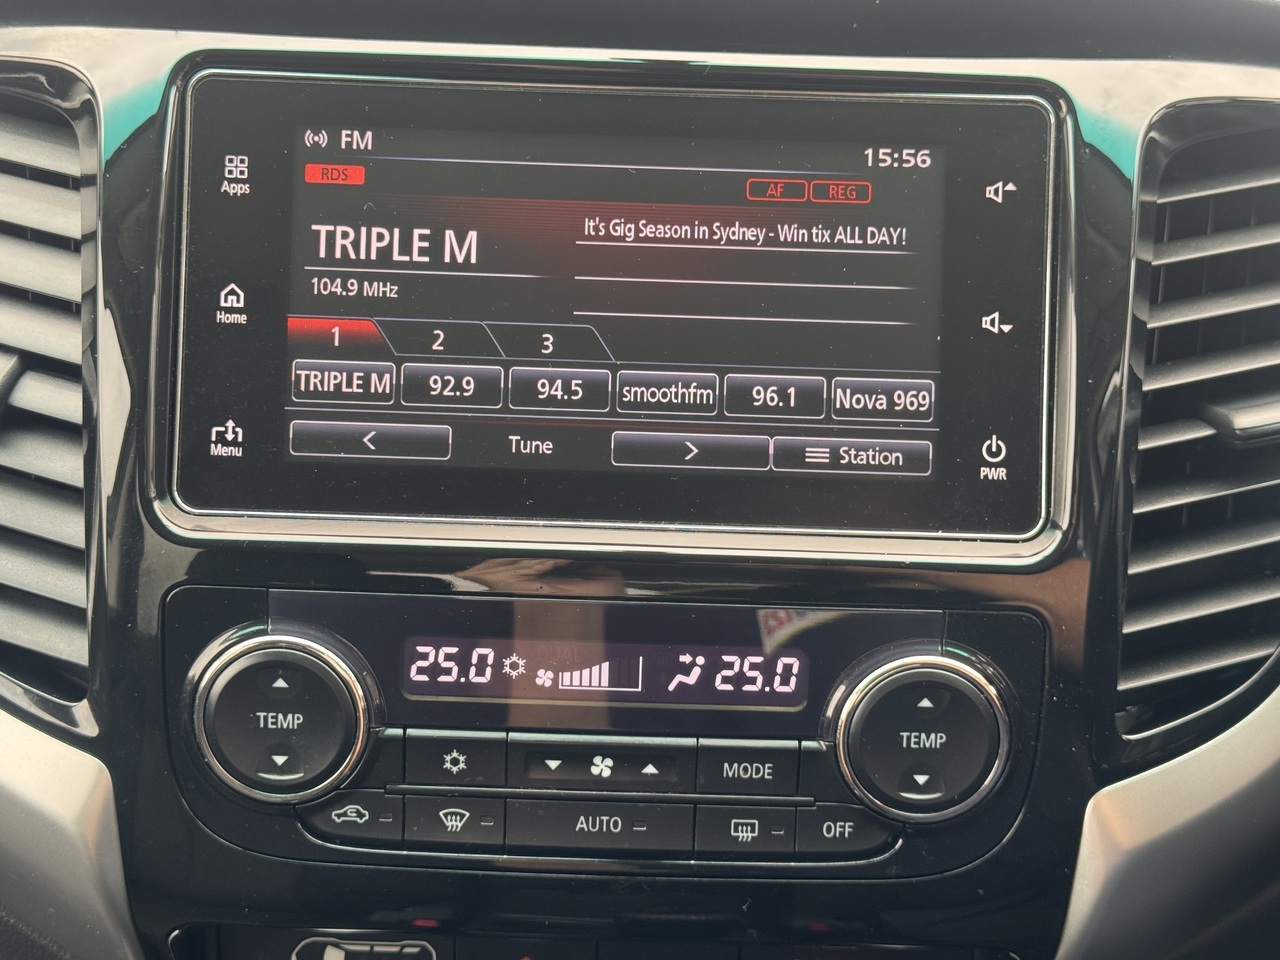 FM
15:56
RDS
AF REG
TRIPLE M
It's Gig Season in Sydney - Win tix ALL DAY!
104.9 MHz
1 2 3
TRIPLE M 92.9 94.5 smoothfm 96.1 Nova 969
< Tune > Station
Apps
Home
Menu
PWR
25.0 25.0
TEMP
TEMP
MODE
AUTO
OFF